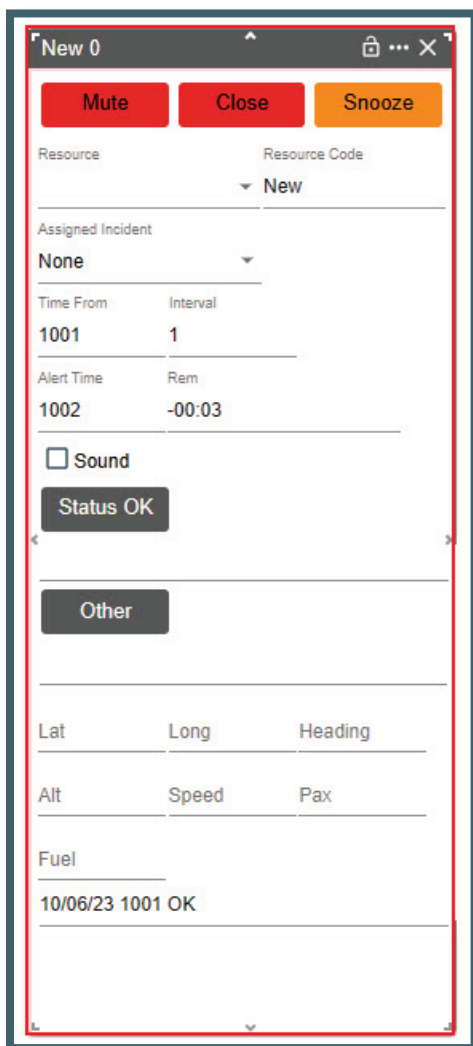 New 0
Mute Close Snooze
Resource Resource Code
New
Assigned Incident
None
Time From Interval
1001 1
Alert Time Rem
1002 -00:03
Sound
Status OK
Other
Lat Long Heading
Alt Speed Pax
Fuel
10/06/23 1001 OK